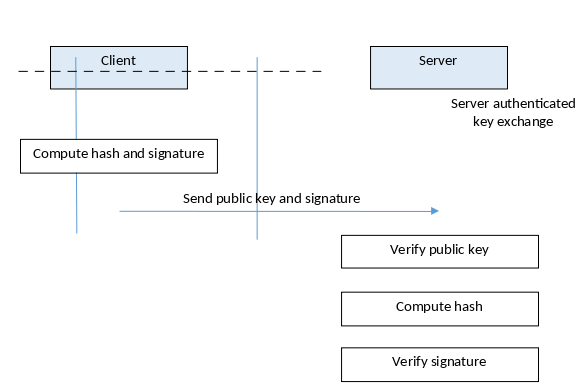 Client
Server
Server authenticated
key exchange
Compute hash and signature
Send public key and signature
Verify public key
Compute hash
Verify signature